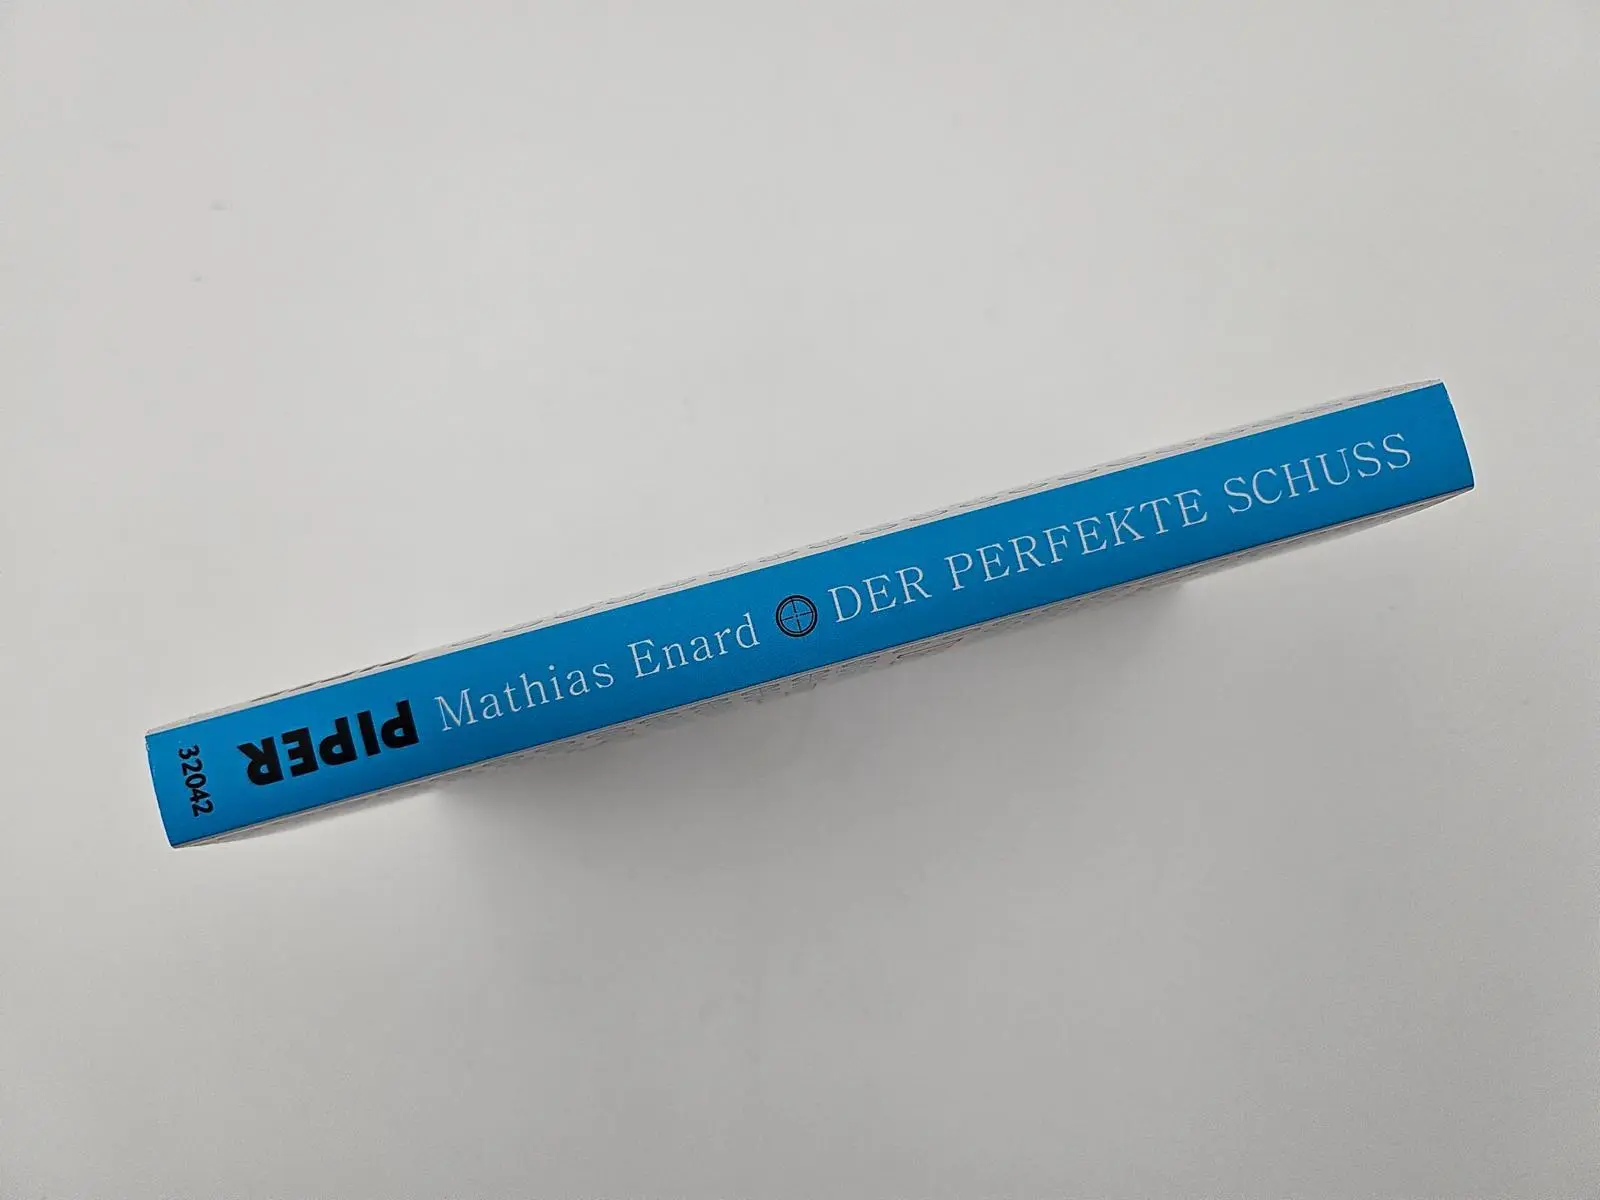 Mathias Enard DER PERFEKTE SCHUSS
PIPER
32042